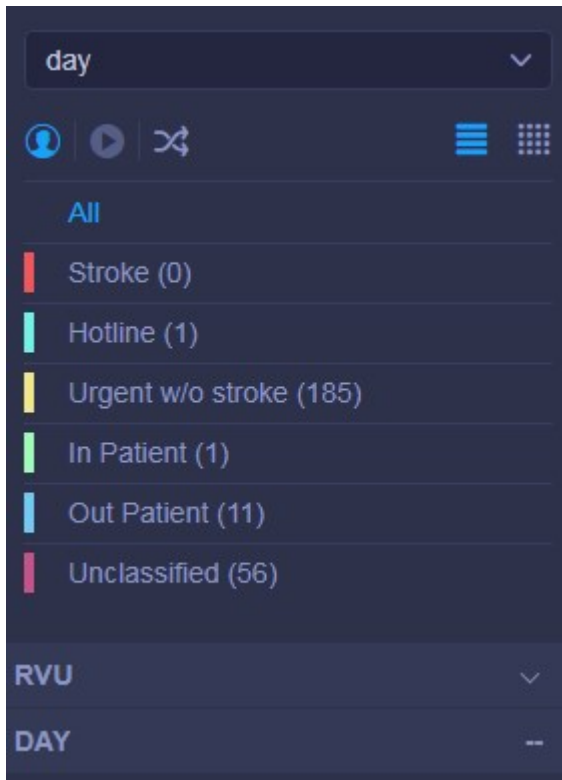 day
All
Stroke (0)
Hotline (1)
Urgent w/o stroke (185)
In Patient (1)
Out Patient (11)
Unclassified (56)
RVU
DAY --